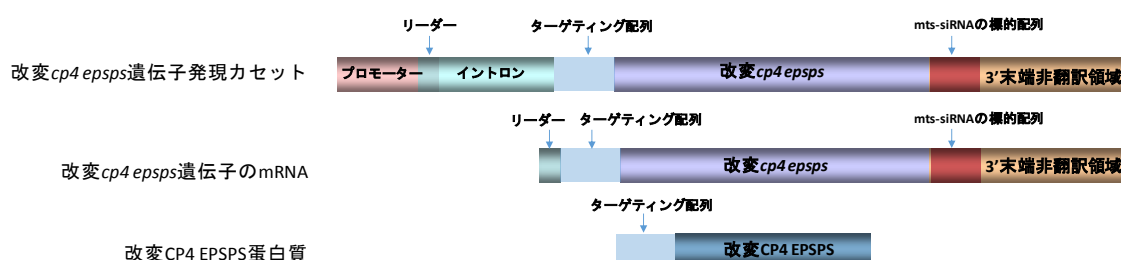 リーダー
ターゲティング配列
mts-siRNAの標的配列
改変cp4 epsps遺伝子発現カセット
プロモーター
イントロン
改変cp4 epsps
3’末端非翻訳領域
リーダー
ターゲティング配列
mts-siRNAの標的配列
改変cp4 epsps遺伝子のmRNA
改変cp4 epsps
3’末端非翻訳領域
ターゲティング配列
改変CP4 EPSPS蛋白質
改変CP4 EPSPS